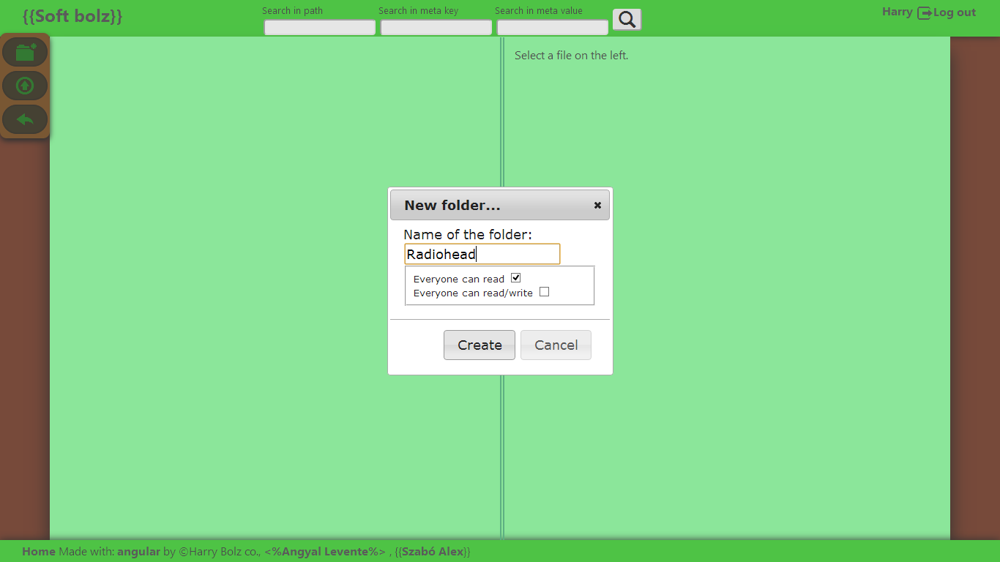 {{Soft bolz}}
Search in path
Search in meta key
Search in meta value
Harry Log out
Select a file on the left.
New folder...
Name of the folder:
Radiohead
Everyone can read
Everyone can read/write
Create Cancel
Home Made with: angular by ©Harry Bolz co., <%Angyal Levente%> , {{Szabó Alex}}